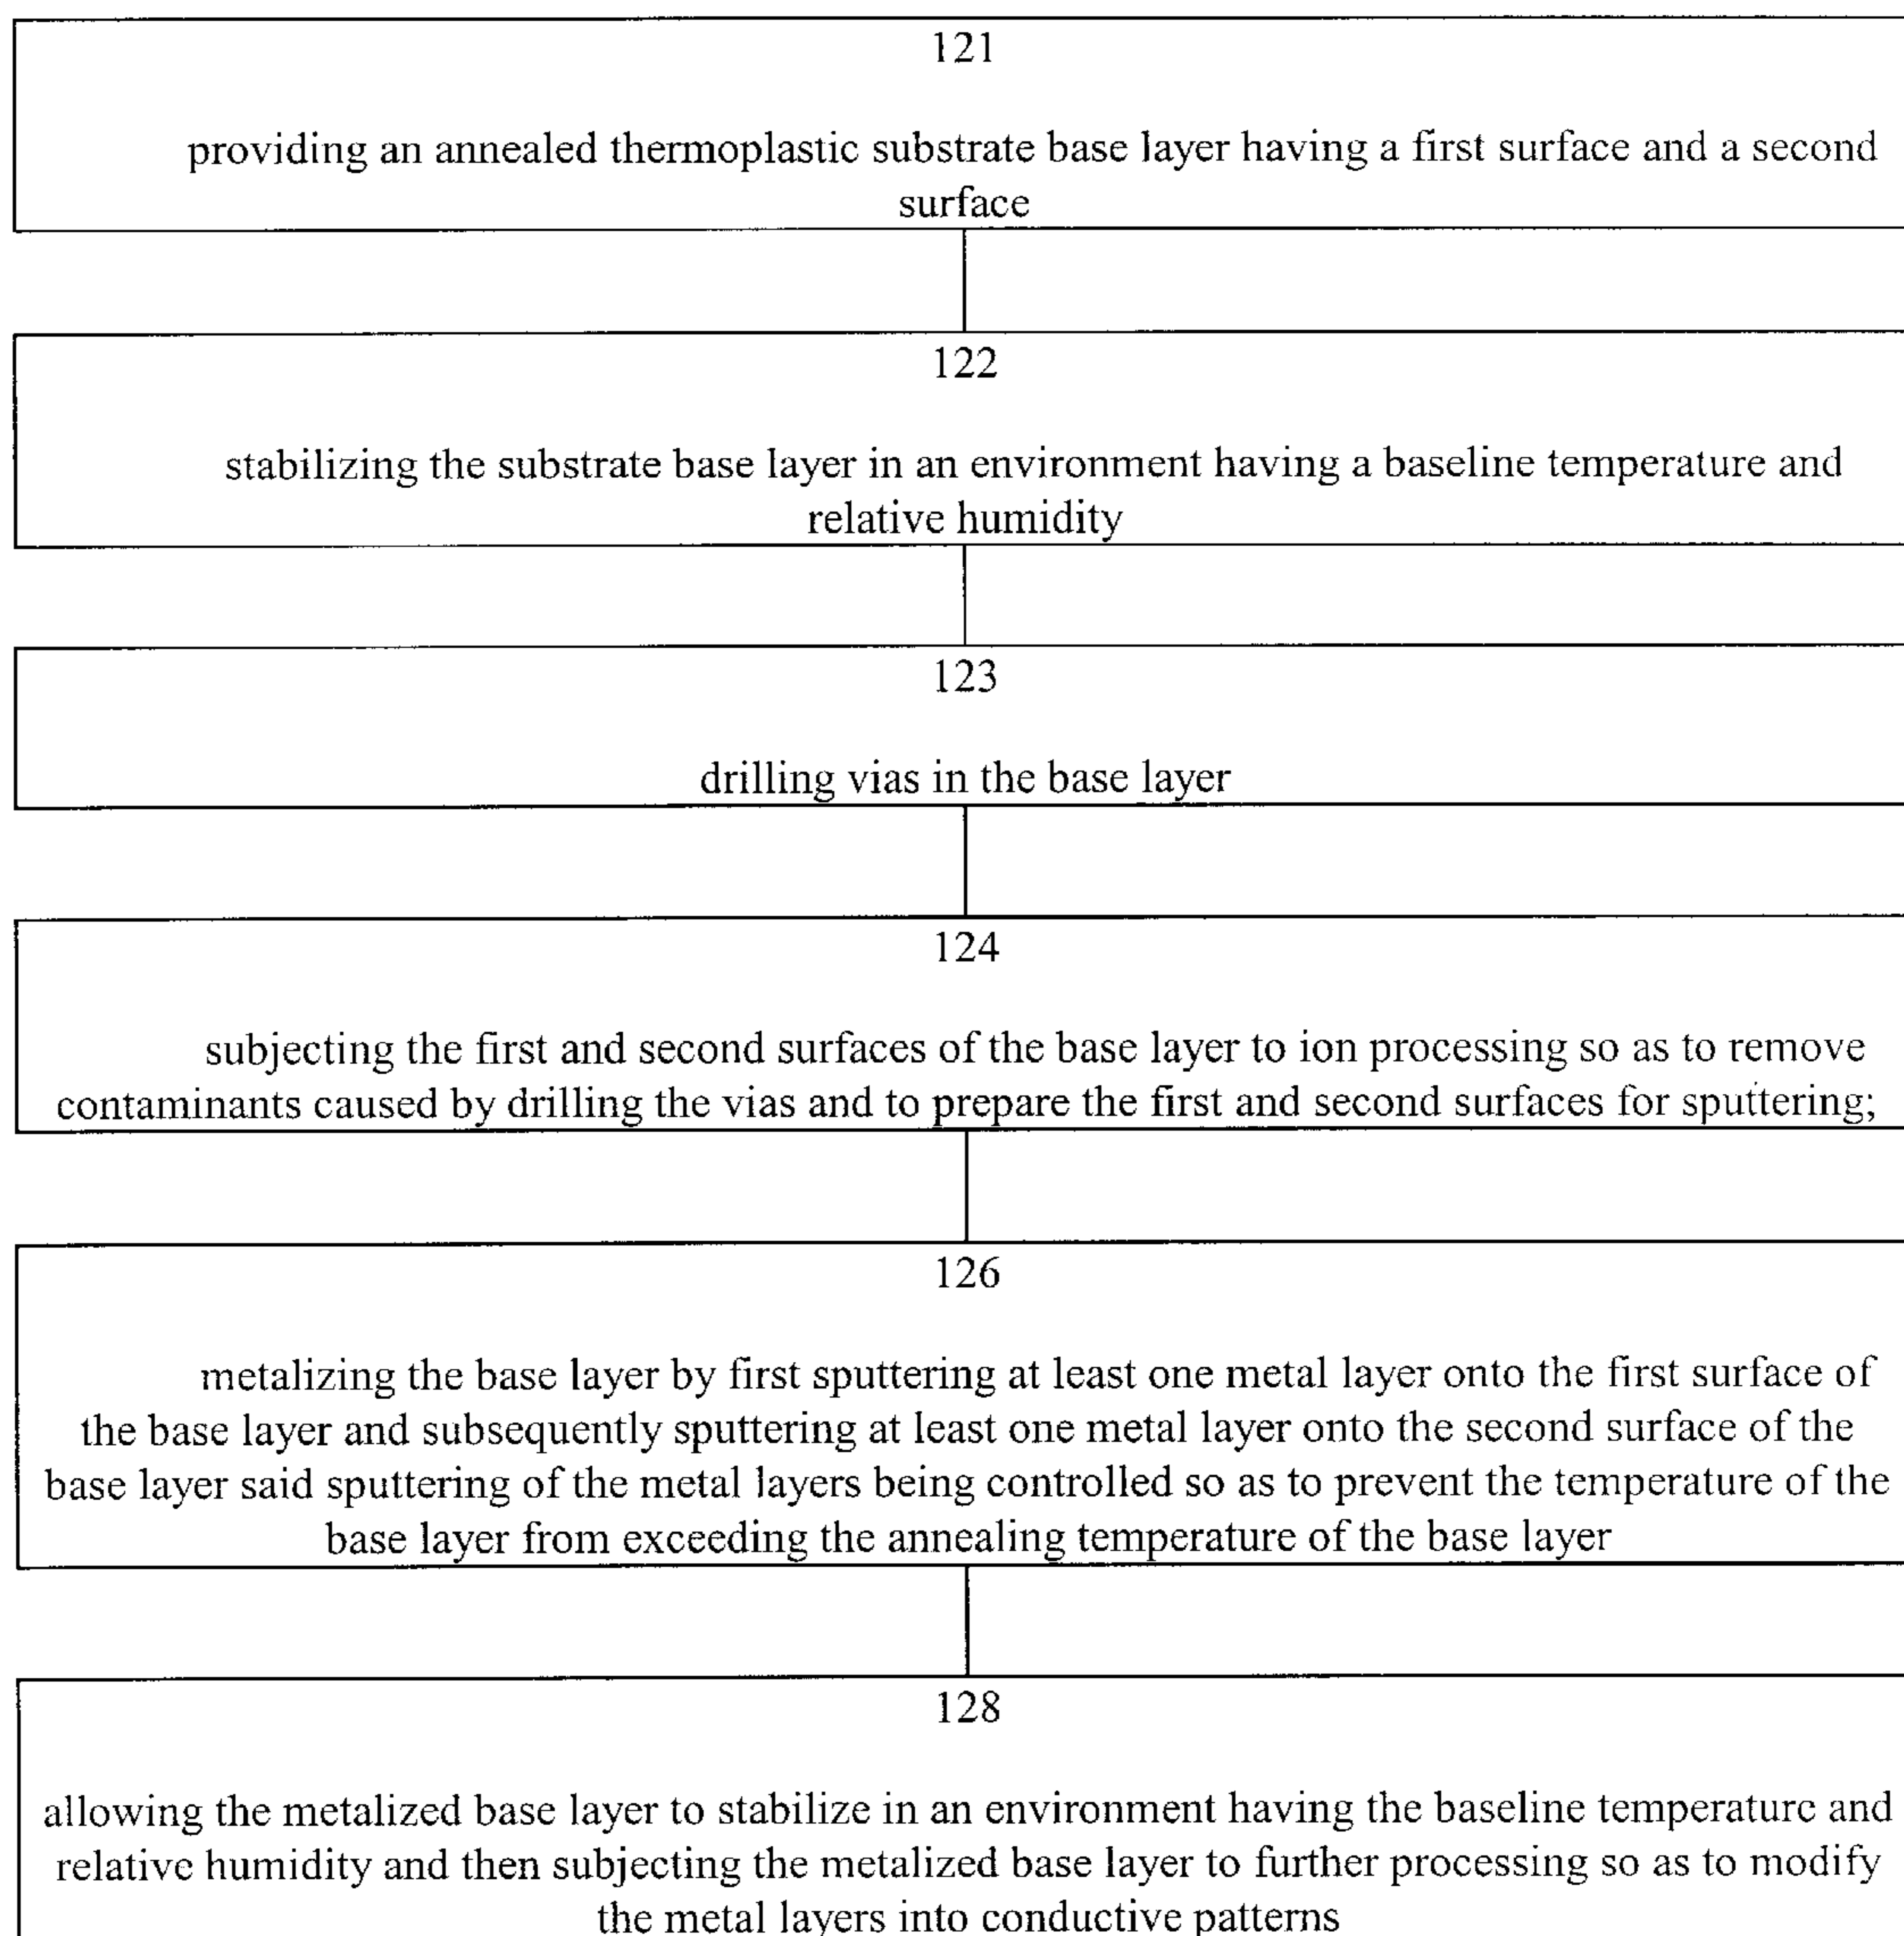 121
providing an annealed thermoplastic substrate base layer having a first surface and a second
surface
122
stabilizing the substrate base layer in an environment having a baseline temperature and
relative humidity
123
drilling vias in the base layer
124
subjecting the first and second surfaces of the base layer to ion processing so as to remove
contaminants caused by drilling the vias and to prepare the first and second surfaces for sputtering;
126
metalizing the base layer by first sputtering at least one metal layer onto the first surface of
the base layer and subsequently sputtering at least one metal layer onto the second surface of the
base layer said sputtering of the metal layers being controlled so as to prevent the temperature of the
base layer from exceeding the annealing temperature of the base layer
128
allowing the metalized base layer to stabilize in an environment having the baseline temperature and
relative humidity and then subjecting the metalized base layer to further processing so as to modify
the metal layers into conductive patterns